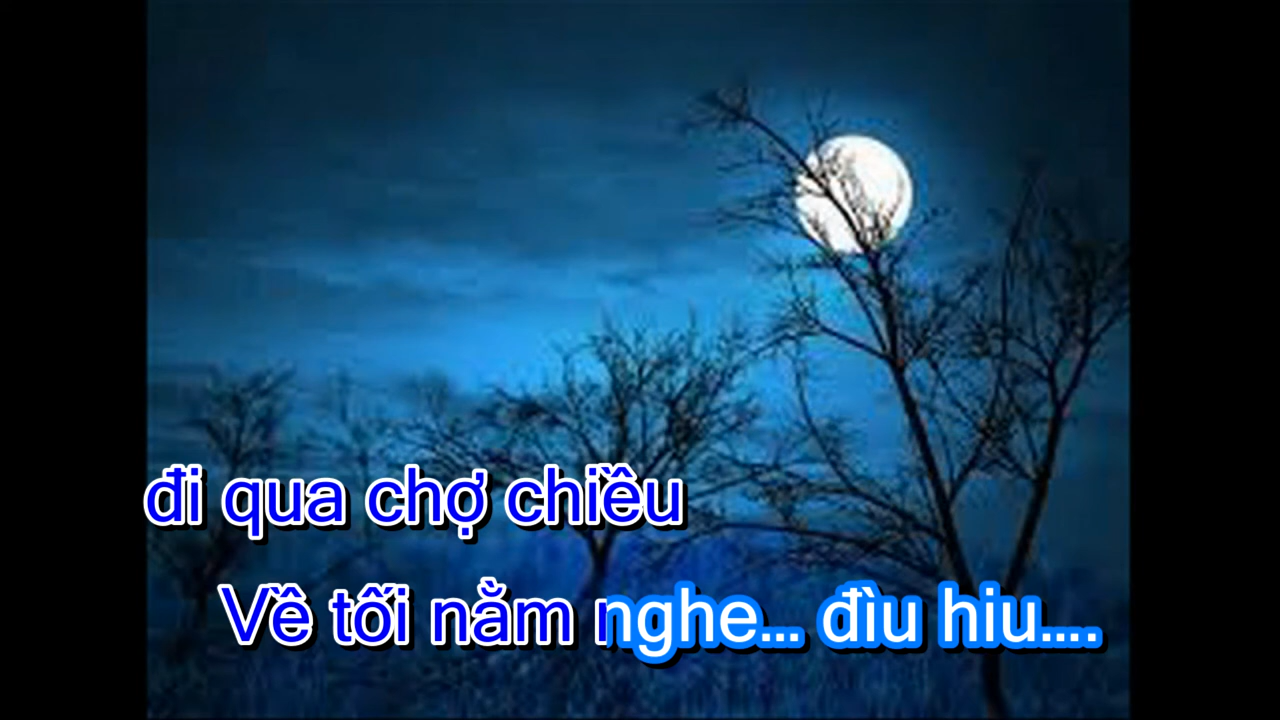 đi qua chợ chiều
Về tối nằm nghe... đìu hiu....